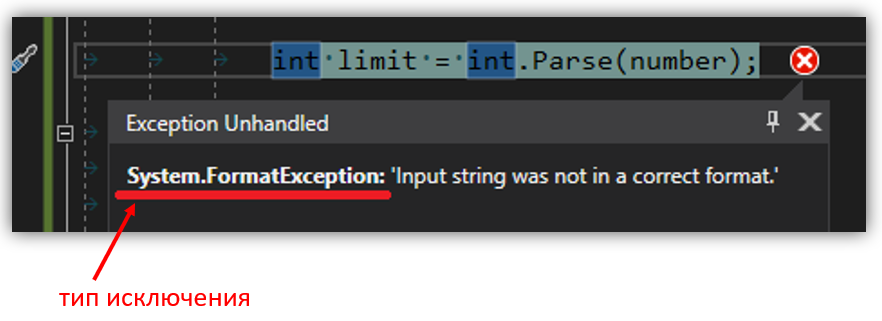 int limit = int.Parse(number);
Exception Unhandled
System.FormatException: 'Input string was not in a correct format.'
тип исключения